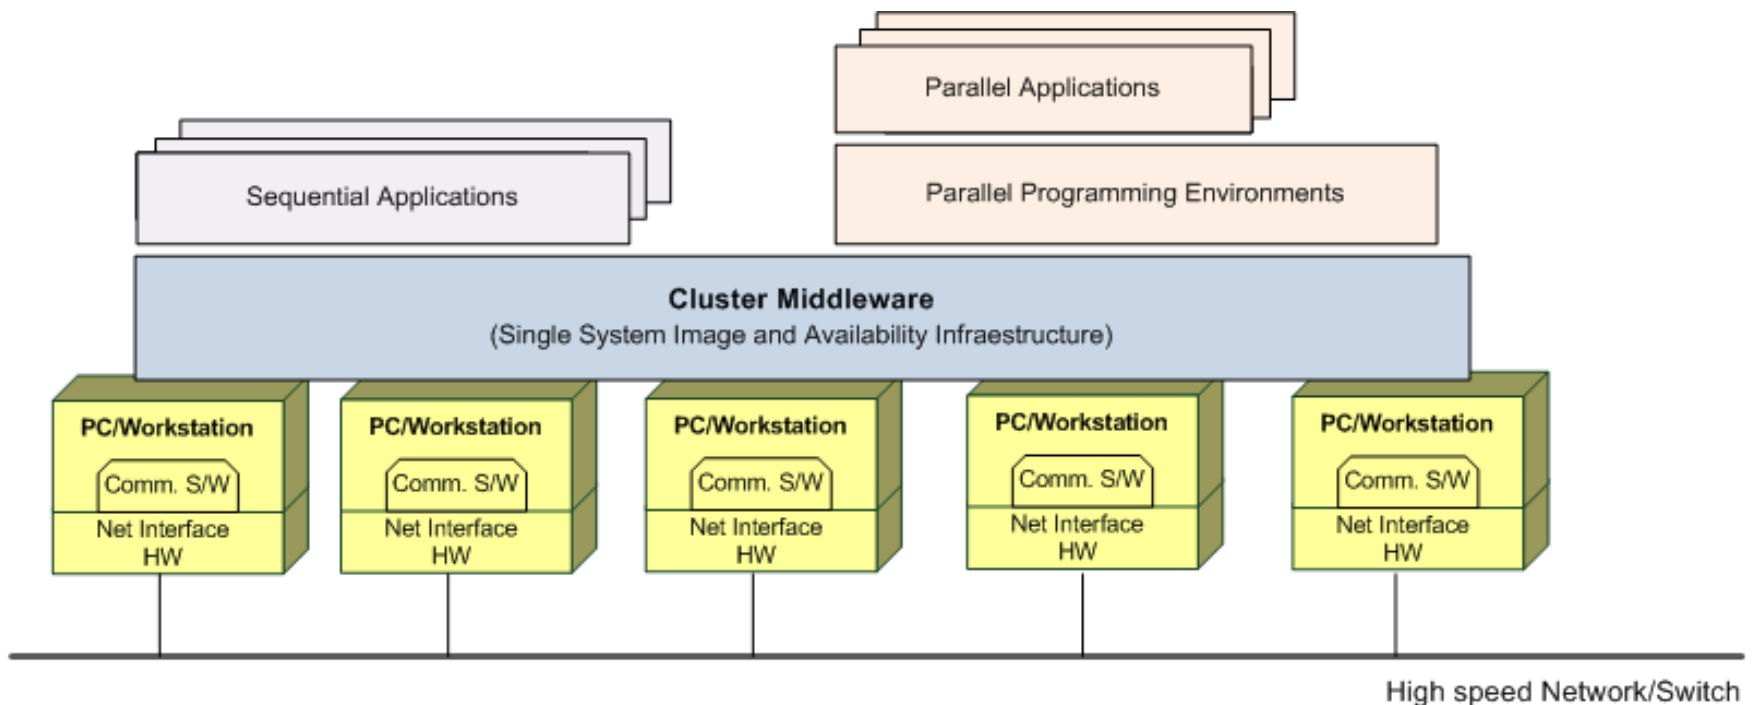 Parallel Applications
Sequential Applications
Parallel Programming Environments
Cluster Middleware
(Single System Image and Availability Infraestructure)
PC/Workstation
Comm. S/W
Net Interface
HW
PC/Workstation
Comm. S/W
Net Interface
HW
PC/Workstation
Comm. S/W
Net Interface
HW
PC/Workstation
Comm. S/W
Net Interface
HW
PC/Workstation
Comm. S/W
Net Interface
HW
High speed Network/Switch